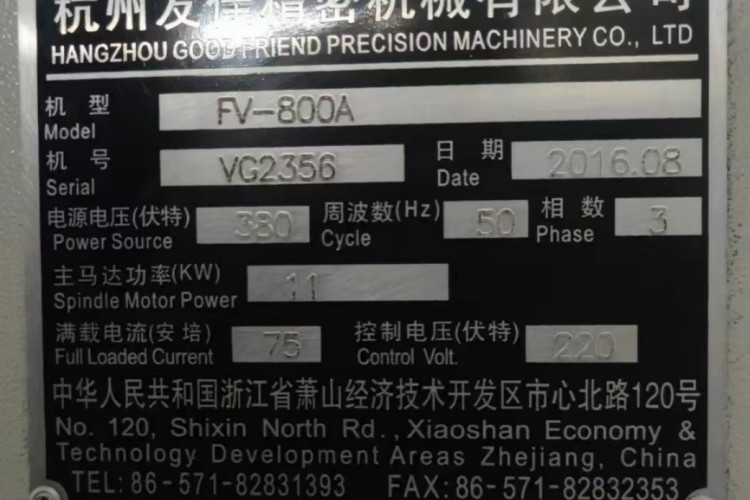 杭州友佳精密机械有限公司
HANGZHOU GOOD FRIEND PRECISION MACHINERY CO., LTD
机 型 FV-800A
Model
机 号 VG2356 日 期 2016.08
Serial Date
电源电压(伏特) 380 周波数(Hz) 50 相 数 3
Power Source Cycle Phase
主马达功率(KW) 11
Spindle Motor Power
满载电流(安培) 75 控制电压(伏特) 220
Full Loaded Current Control Volt.
中华人民共和国浙江省萧山经济技术开发区市心北路120号
No. 120, Shixin North Rd., Xiaoshan Economy &
Technology Development Areas Zhejiang, China
TEL: 86-571-82831393 FAX: 86-571-82832353